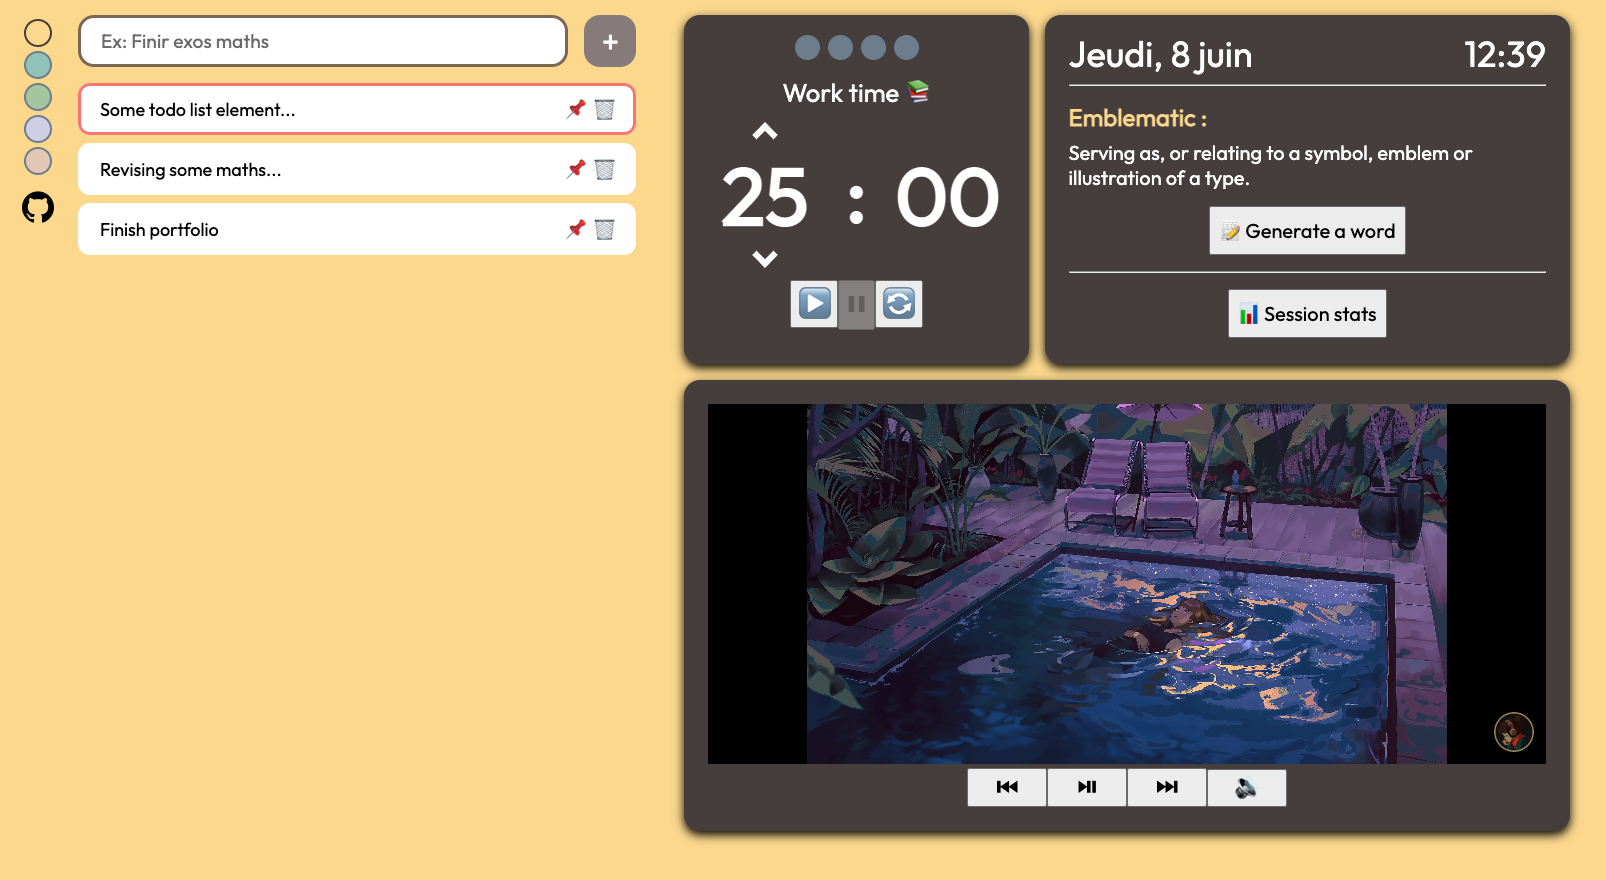 Ex: Finir exos maths
+
Some todo list element...
Revising some maths...
Finish portfolio
Work time
25 : 00
Jeudi, 8 juin
12:39
Emblematic :
Serving as, or relating to a symbol, emblem or
illustration of a type.
Generate a word
Session stats